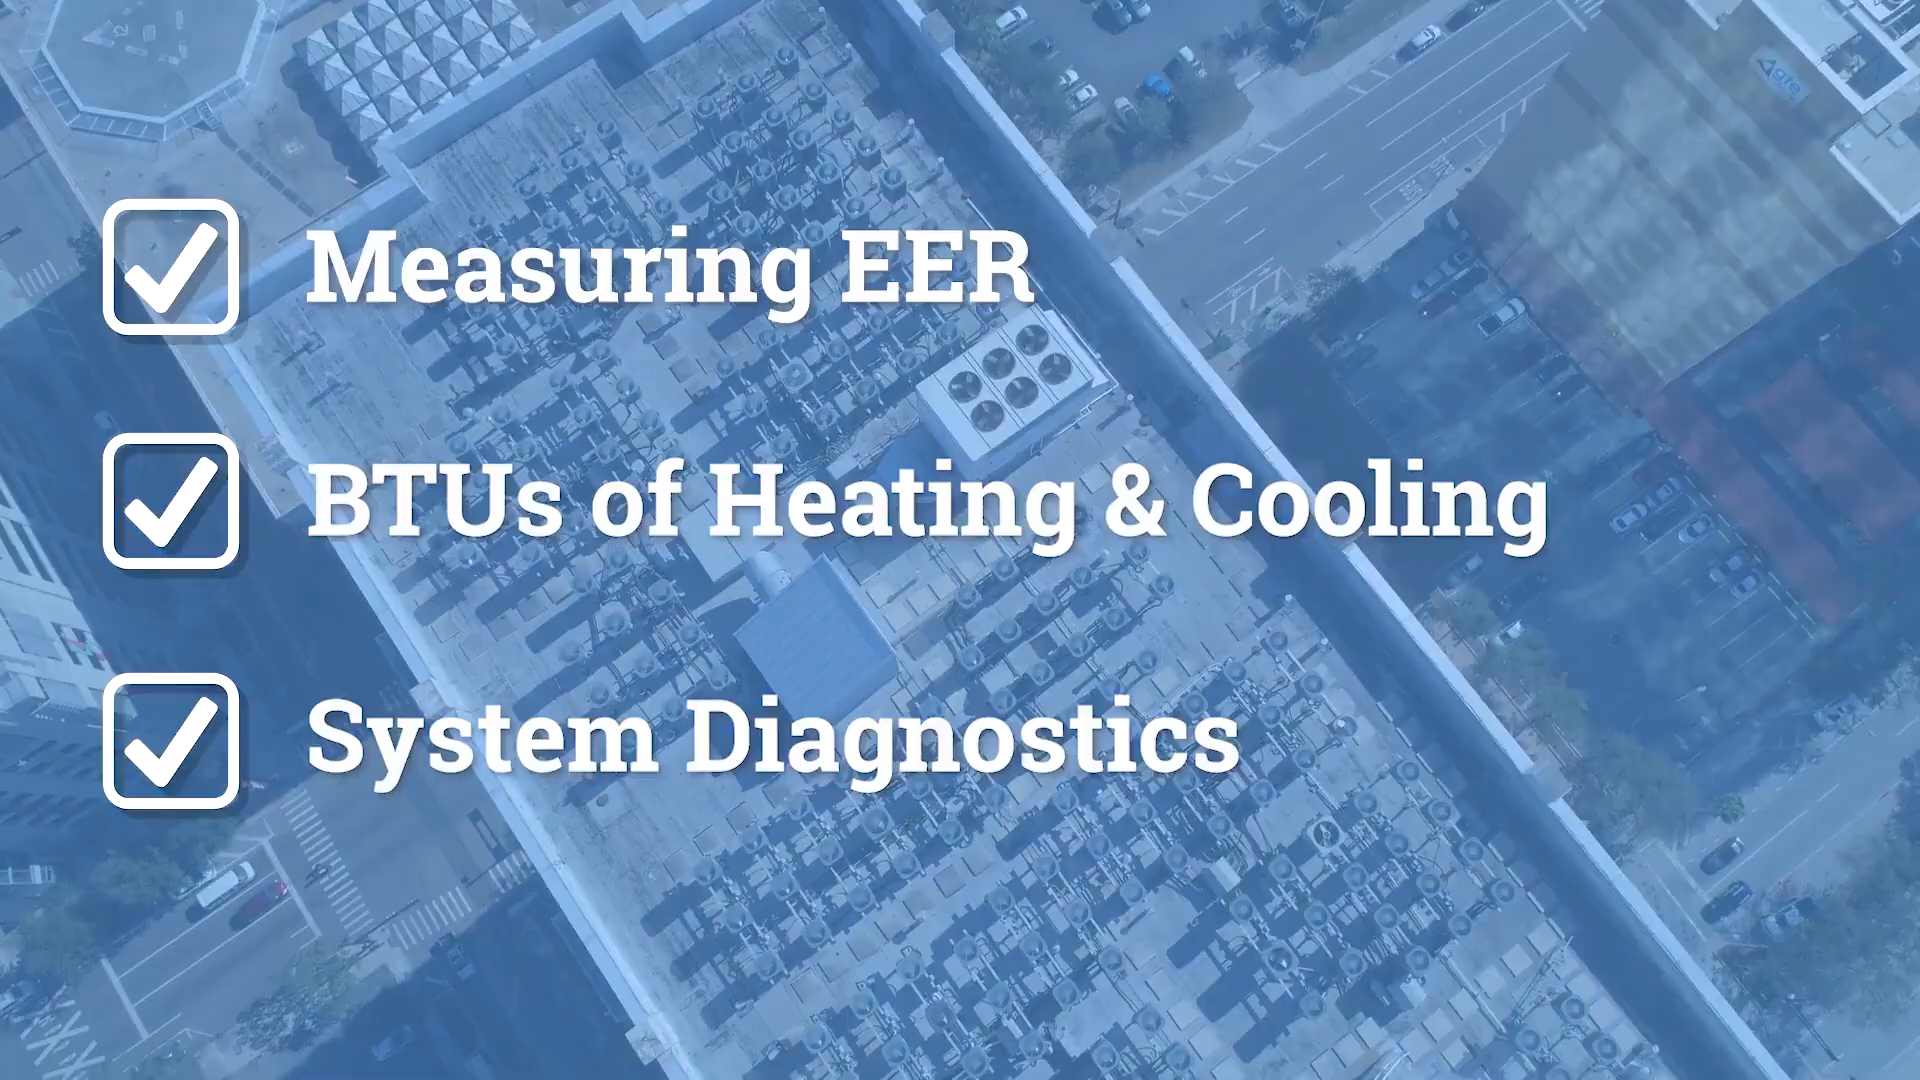 Measuring EER
BTUs of Heating & Cooling
System Diagnostics